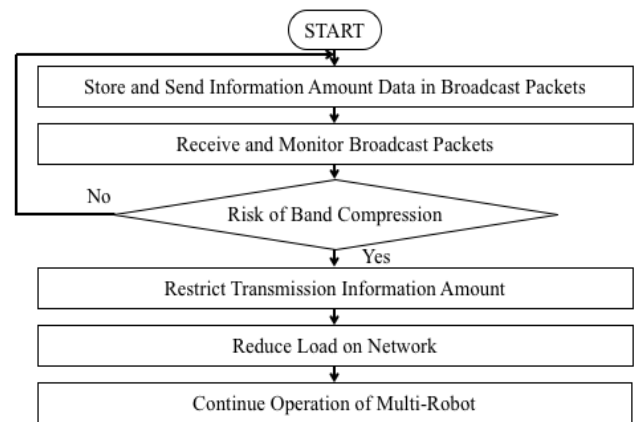 START
Store and Send Information Amount Data in Broadcast Packets
Receive and Monitor Broadcast Packets
No
Risk of Band Compression
Yes
Restrict Transmission Information Amount
Reduce Load on Network
Continue Operation of Multi-Robot